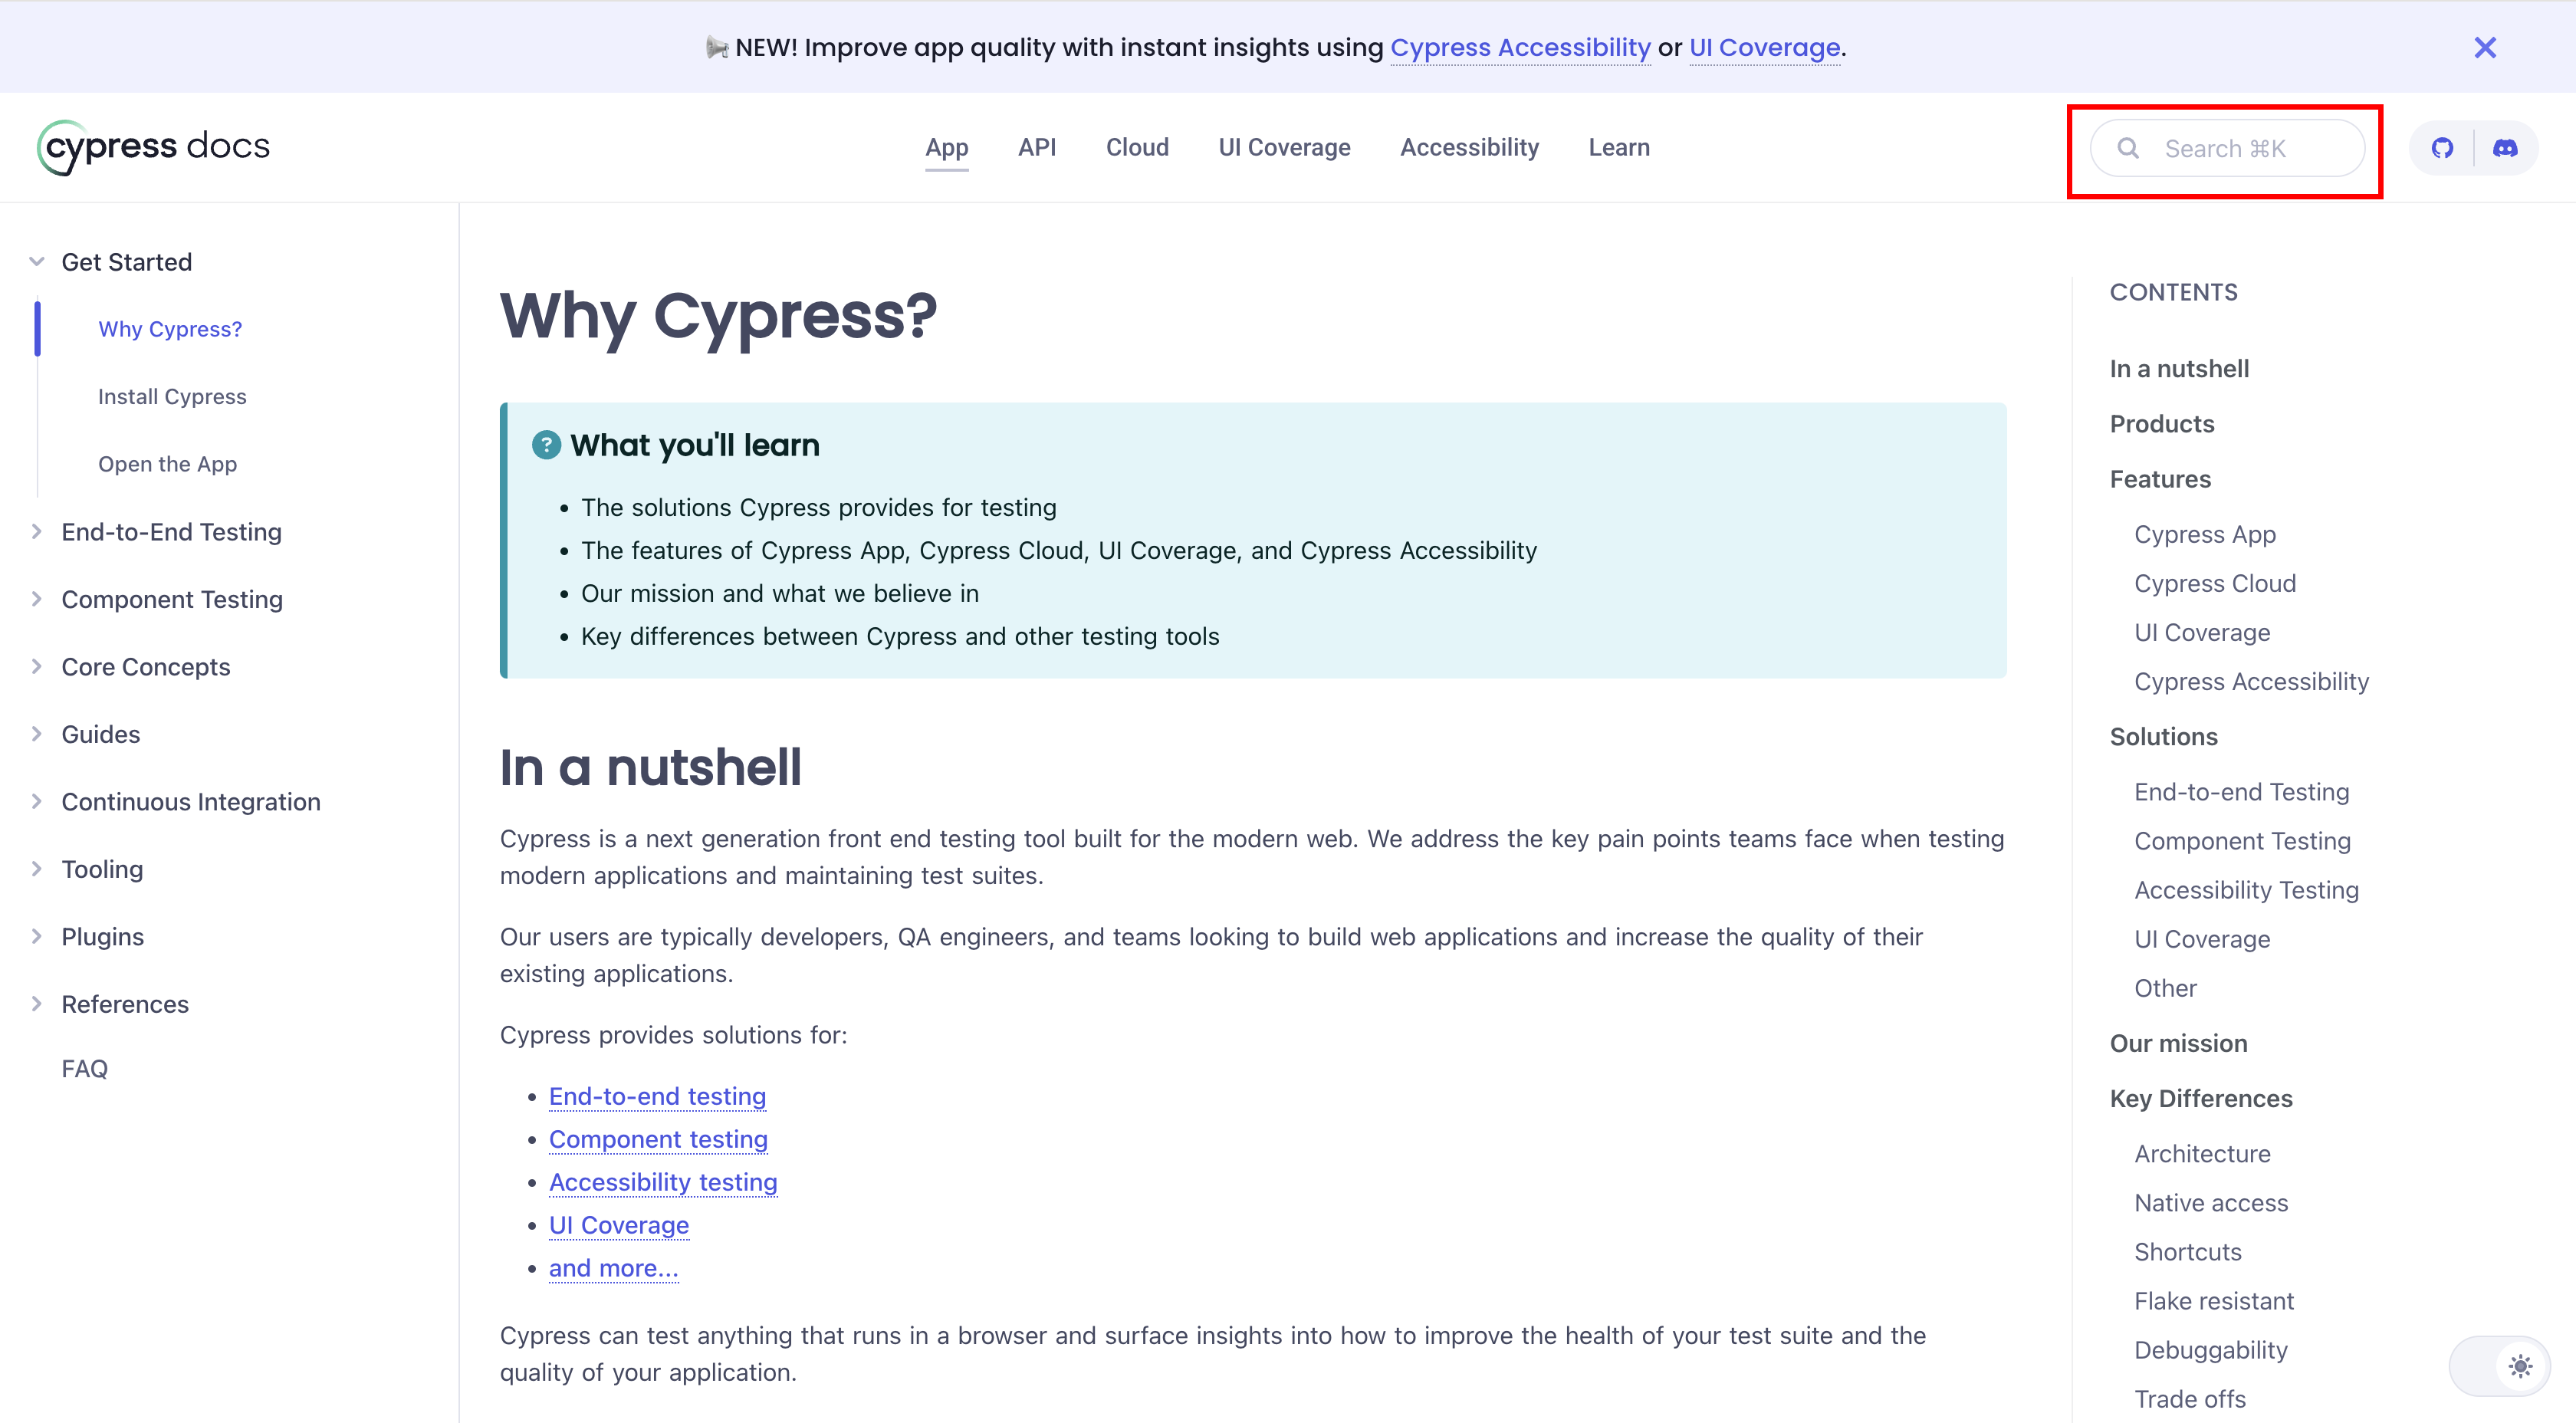 NEW! Improve app quality with instant insights using Cypress Accessibility or UI Coverage.
cypress docs
App
API
Cloud
UI Coverage
Accessibility
Learn
Search ⌘K
Get Started
Why Cypress?
Install Cypress
Open the App
End-to-End Testing
Component Testing
Core Concepts
Guides
Continuous Integration
Tooling
Plugins
References
FAQ
Why Cypress?
What you'll learn
The solutions Cypress provides for testing
The features of Cypress App, Cypress Cloud, UI Coverage, and Cypress Accessibility
Our mission and what we believe in
Key differences between Cypress and other testing tools
In a nutshell
Cypress is a next generation front end testing tool built for the modern web. We address the key pain points teams face when testing
modern applications and maintaining test suites.
Our users are typically developers, QA engineers, and teams looking to build web applications and increase the quality of their
existing applications.
Cypress provides solutions for:
End-to-end testing
Component testing
Accessibility testing
UI Coverage
and more...
Cypress can test anything that runs in a browser and surface insights into how to improve the health of your test suite and the
quality of your application.
CONTENTS
In a nutshell
Products
Features
Cypress App
Cypress Cloud
UI Coverage
Cypress Accessibility
Solutions
End-to-end Testing
Component Testing
Accessibility Testing
UI Coverage
Other
Our mission
Key Differences
Architecture
Native access
Shortcuts
Flake resistant
Debuggability
Trade offs